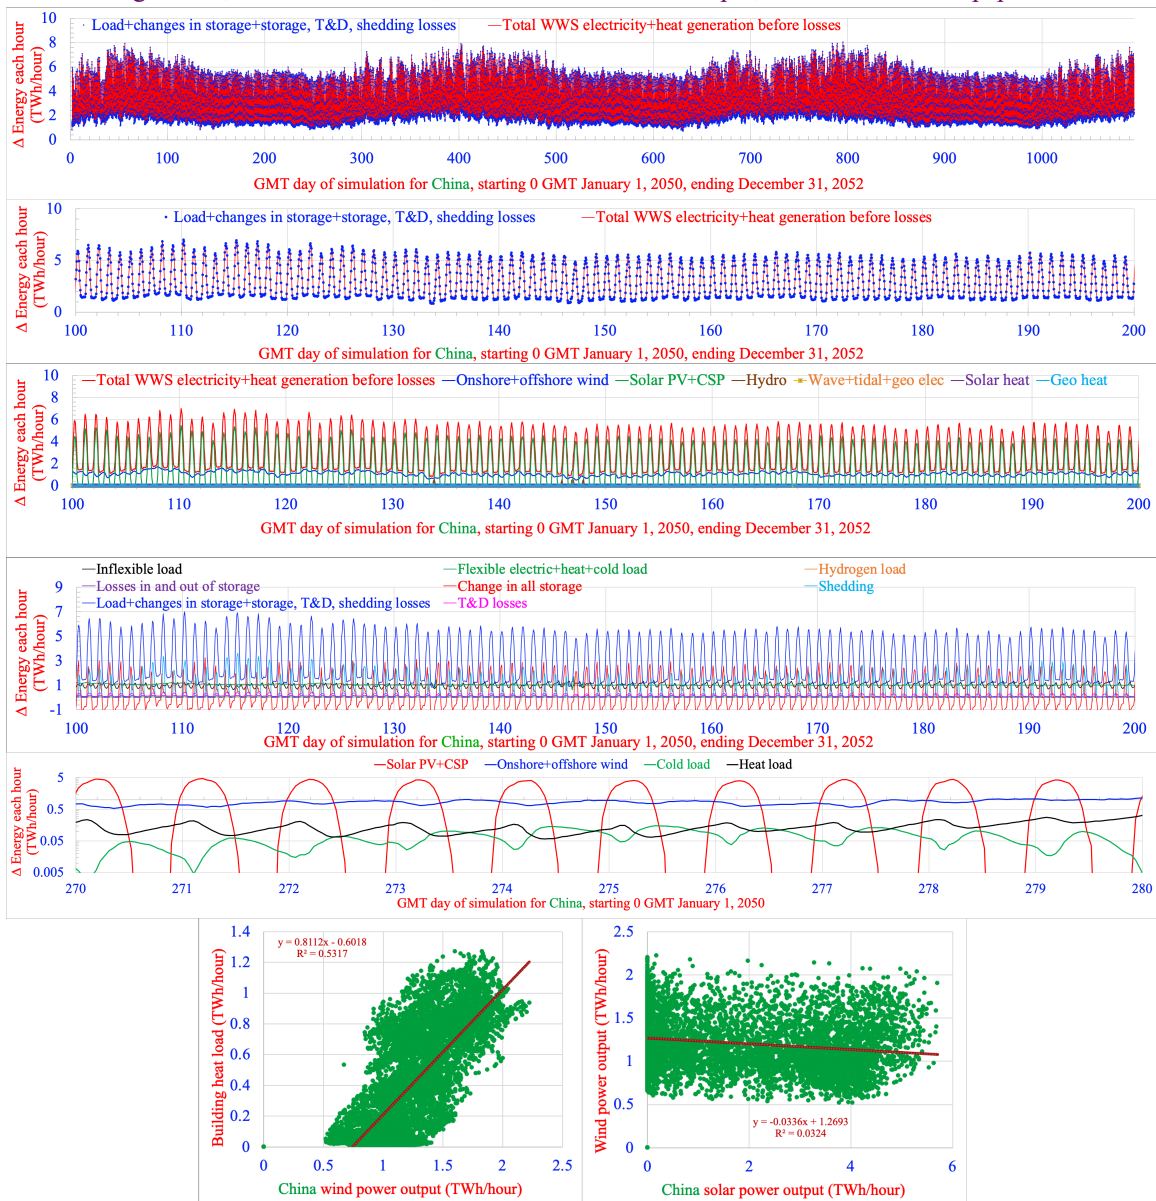 Load+changes in storage+storage, T&D, shedding losses
Total WWS electricity+heat generation before losses
Δ Energy each hour
(TWh/hour)
10
8
6
4
2
0
0 100 200 300 400 500 600 700 800 900 1000
GMT day of simulation for China, starting 0 GMT January 1, 2050, ending December 31, 2052
Load+changes in storage+storage, T&D, shedding losses
Total WWS electricity+heat generation before losses
Δ Energy each hour
(TWh/hour)
10
5
0
100 110 120 130 140 150 160 170 180 190 200
GMT day of simulation for China, starting 0 GMT January 1, 2050, ending December 31, 2052
Total WWS electricity+heat generation before losses Onshore+offshore wind Solar PV+CSP Hydro Wave+tidal+geo elec Solar heat Geo heat
Δ Energy each hour
(TWh/hour)
10
8
6
4
2
0
100 110 120 130 140 150 160 170 180 190 200
GMT day of simulation for China, starting 0 GMT January 1, 2050, ending December 31, 2052
Inflexible load Flexible electric+heat+cold load Hydrogen load
Losses in and out of storage Change in all storage Shedding
Load+changes in storage+storage, T&D, shedding losses T&D losses
Δ Energy each hour
(TWh/hour)
9
7
5
3
1
-1
100 110 120 130 140 150 160 170 180 190 200
GMT day of simulation for China, starting 0 GMT January 1, 2050, ending December 31, 2052
Solar PV+CSP Onshore+offshore wind Cold load Heat load
Δ Energy each hour
(TWh/hour)
5
0.5
0.05
0.005
270 271 272 273 274 275 276 277 278 279 280
GMT day of simulation for China, starting 0 GMT January 1, 2050
Building heat load (TWh/hour)
1.4
1.2
1
0.8
0.6
0.4
0.2
0
y = 0.8112x - 0.6018
R² = 0.5317
0 0.5 1 1.5 2 2.5
China wind power output (TWh/hour)
Wind power output (TWh/hour)
2.5
2
1.5
1
0.5
0
y = -0.0336x + 1.2693
R² = 0.0324
0 2 4 6
China solar power output (TWh/hour)